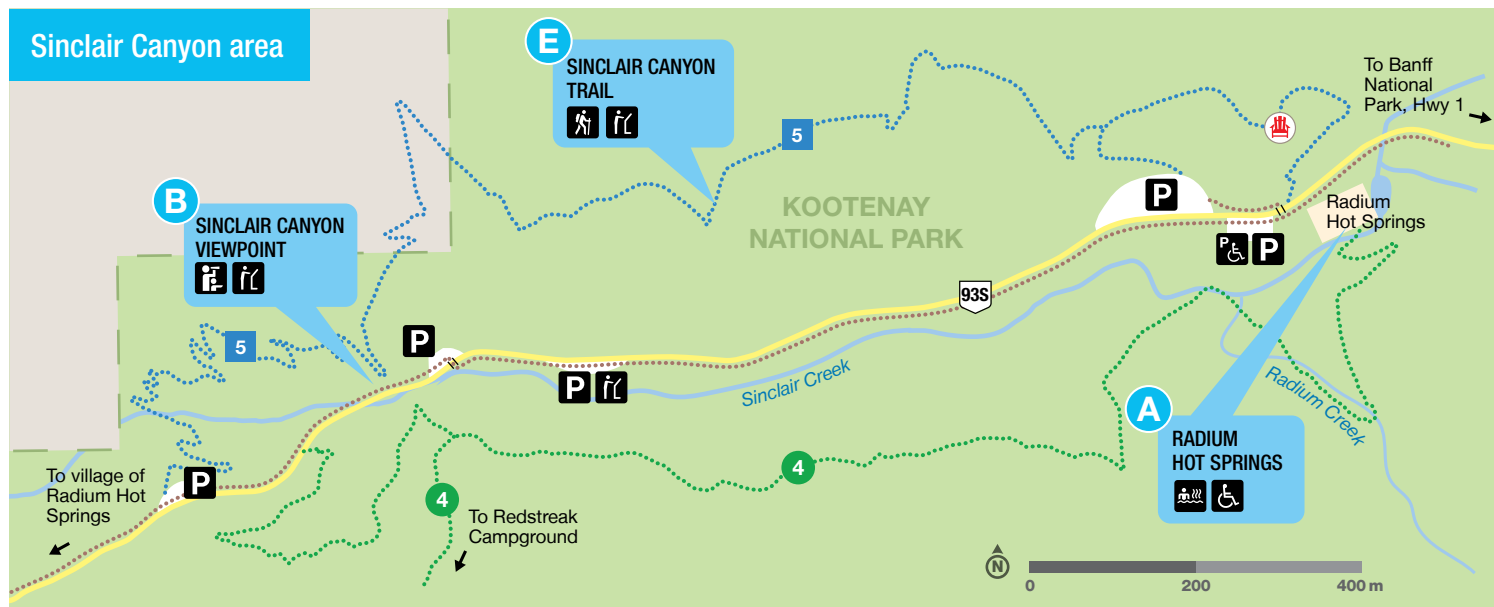 Sinclair Canyon area
E
SINCLAIR CANYON
TRAIL
To Banff
National
Park, Hwy 1
5
B
SINCLAIR CANYON
VIEWPOINT
KOOTENAY
NATIONAL PARK
P
Radium
Hot Springs
P
P
93S
5
P
P
Sinclair Creek
Radium Creek
A
RADIUM
HOT SPRINGS
4
To village of
Radium Hot
Springs
P
4
To Redstreak
Campground
N
0
200
400 m